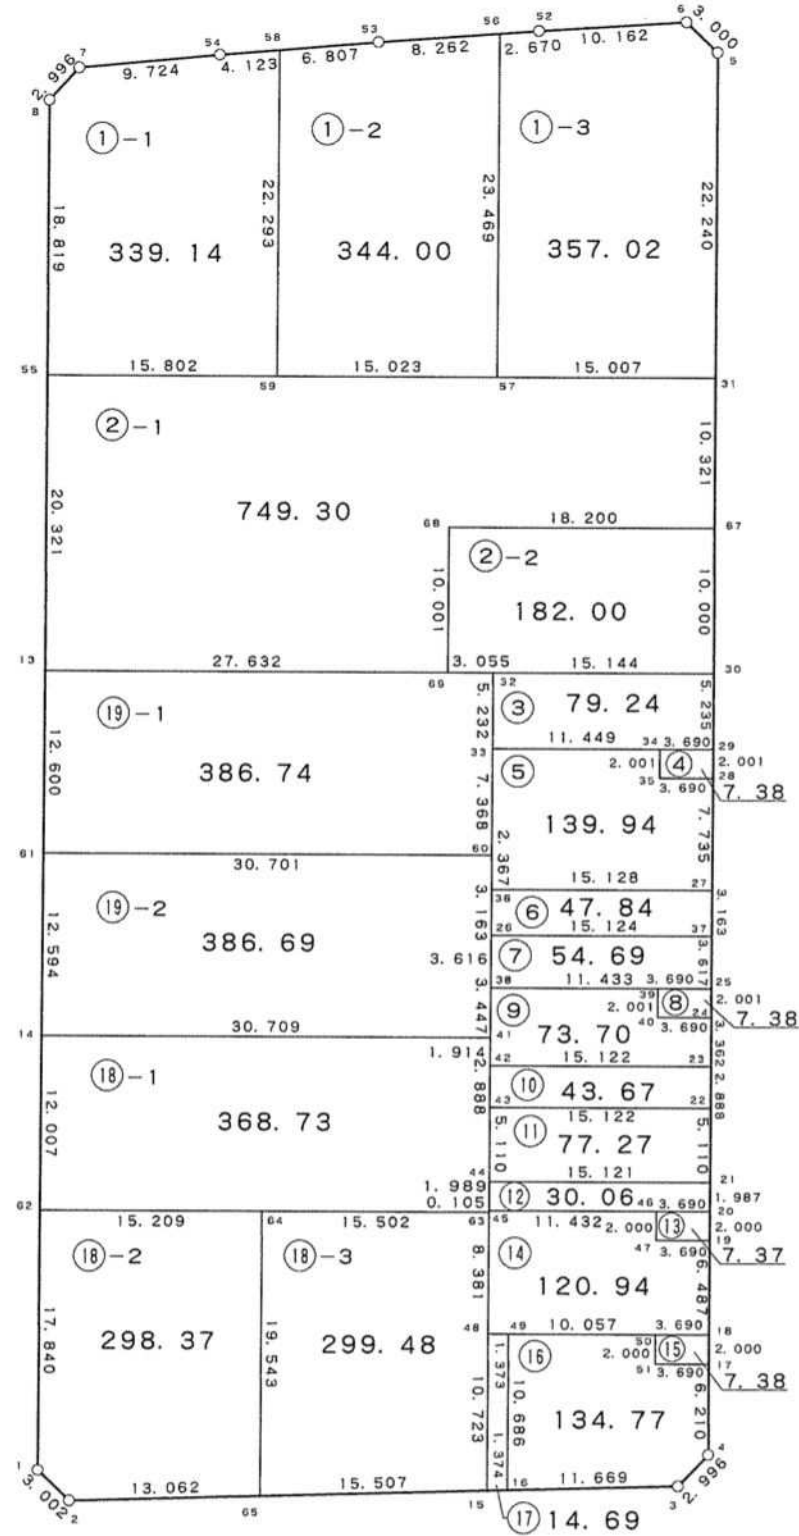 6 3. 000
56 52 10. 162 5
53 2. 670
58 8. 262
54 6. 807
7 4. 123
9. 724
2. 996
8
①-1 ①-2 ①-3
18. 819 22. 293 23. 469 22. 240
339. 14 344. 00 357. 02
55 15. 802 15. 023 15. 007
59 57 31
②-1
20. 321 10. 321
749. 30
68 18. 200 67
②-2
10. 001 182. 00 10. 000
13 27. 632 3. 055 15. 144 30
69 32
⑲-1 5. 232 ③ 79. 24 5. 235
12. 600 11. 449 34 3. 690 29
33 2. 001 ④ 2. 001
386. 74 ⑤ 35 3. 690 28
7. 368 7. 38
139. 94 7. 735
61 60 2. 367
30. 701 15. 128 27
36
⑲-2 3. 163 ⑥ 47. 84 3. 163
12. 594 26 15. 124 37
386. 69 3. 616 ⑦ 54. 69 3. 617
38 11. 433 3. 690 25
3. 447 ⑨ 2. 001 39 ⑧ 2. 001
40 3. 690 24 7. 38
14 30. 709 41 73. 70 3. 362
1. 914 42 15. 122 23
⑱-1 2. 888 ⑩ 43. 67 2. 888
12. 007 43 15. 122 22
368. 73 5. 110 ⑪ 77. 27 5. 110
44 15. 121 21
1. 989 ⑫ 30. 06 46 3. 690 1. 987
62 0. 105 20
15. 209 64 15. 502 63 45 11. 432 2. 000 ⑬ 2. 000
⑱-2 ⑱-3 47 3. 690 19
8. 381 ⑭ 7. 37
120. 94 6. 487
17. 840 298. 37 19. 543 299. 48
48 49 10. 057 3. 690 18
50
1. 373 ⑯ 2. 000 ⑮ 2. 000
51 3. 690 17
10. 723 10. 686 7. 38
134. 77 6. 210
1 1. 374 4
3. 002 13. 062 15. 507 11. 669 2. 996
2 65 15 16 3
⑰ 14. 69